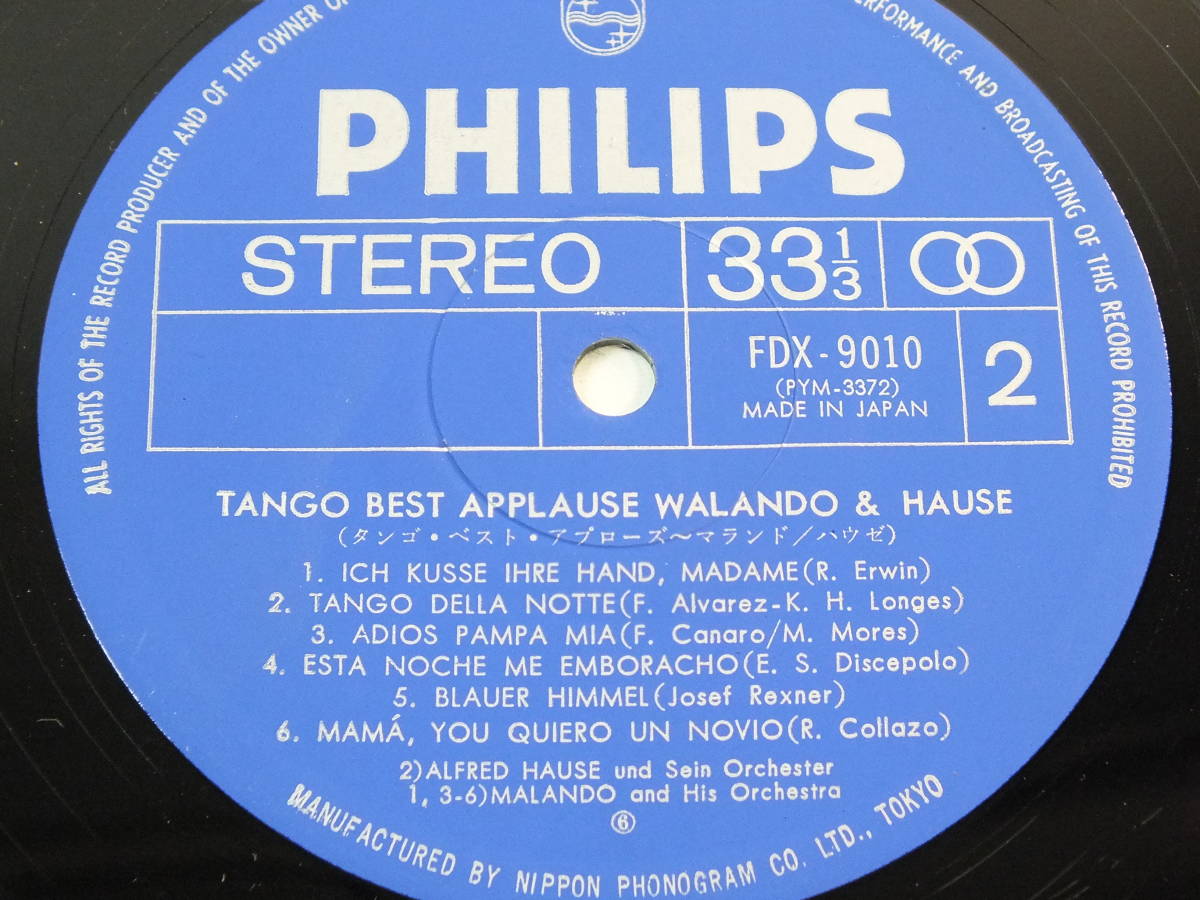 ALL RIGHTS OF THE RECORD PRODUCER AND OF THE OWNER OF
PERFORMANCE AND BROADCASTING OF THIS RECORD PROHIBITED
PHILIPS
STEREO
33 1/3
FDX-9010
(PYM-3372)
MADE IN JAPAN
2
TANGO BEST APPLAUSE WALANDO & HAUSE
(タンゴ・ベスト・アプローズ〜マランド/ハウゼ)
1. ICH KUSSE IHRE HAND, MADAME(R. Erwin)
2. TANGO DELLA NOTTE(F. Alvarez-K. H. Longes)
3. ADIOS PAMPA MIA(F. Canaro/M. Mores)
4. ESTA NOCHE ME EMBORACHO(E. S. Discepolo)
5. BLAUER HIMMEL(Josef Rexner)
6. MAMÁ, YOU QUIERO UN NOVIO(R. Collazo)
2)ALFRED HAUSE und Sein Orchester
1, 3-6)MALANDO and His Orchestra
⑥
MANUFACTURED BY NIPPON PHONOGRAM CO. LTD., TOKYO